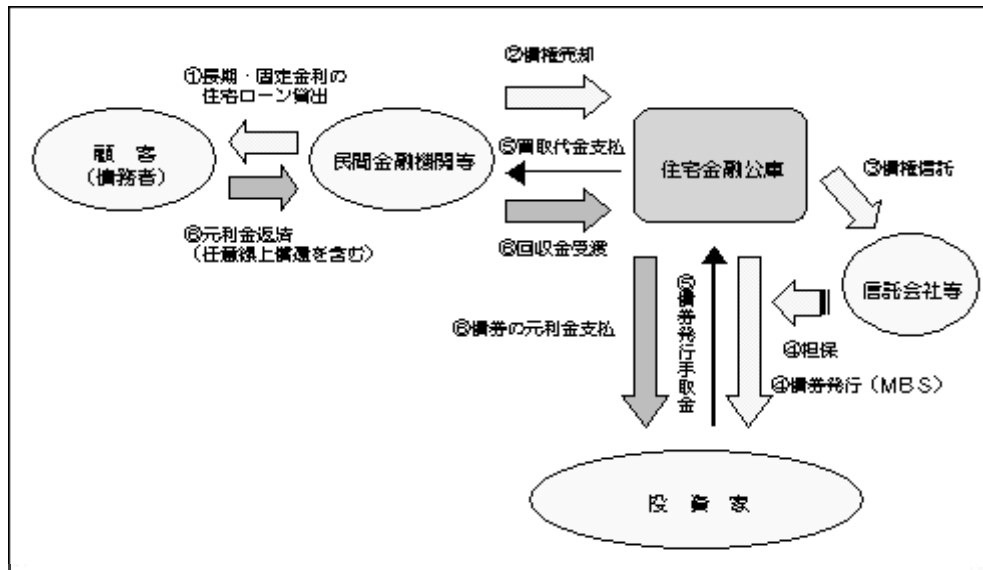 ①長期・固定金利の
住宅ローン貸出
②債権売却
顧 客
（債務者）
民間金融機関等
⑤買取代金支払
住宅金融公庫
③債権信託
⑥元利金返済
（任意繰上償還を含む）
⑥回収金受渡
信託会社等
⑥債券の元利金支払
⑤債券発行手取金
④担保
④債券発行（ＭＢＳ）
投 資 家